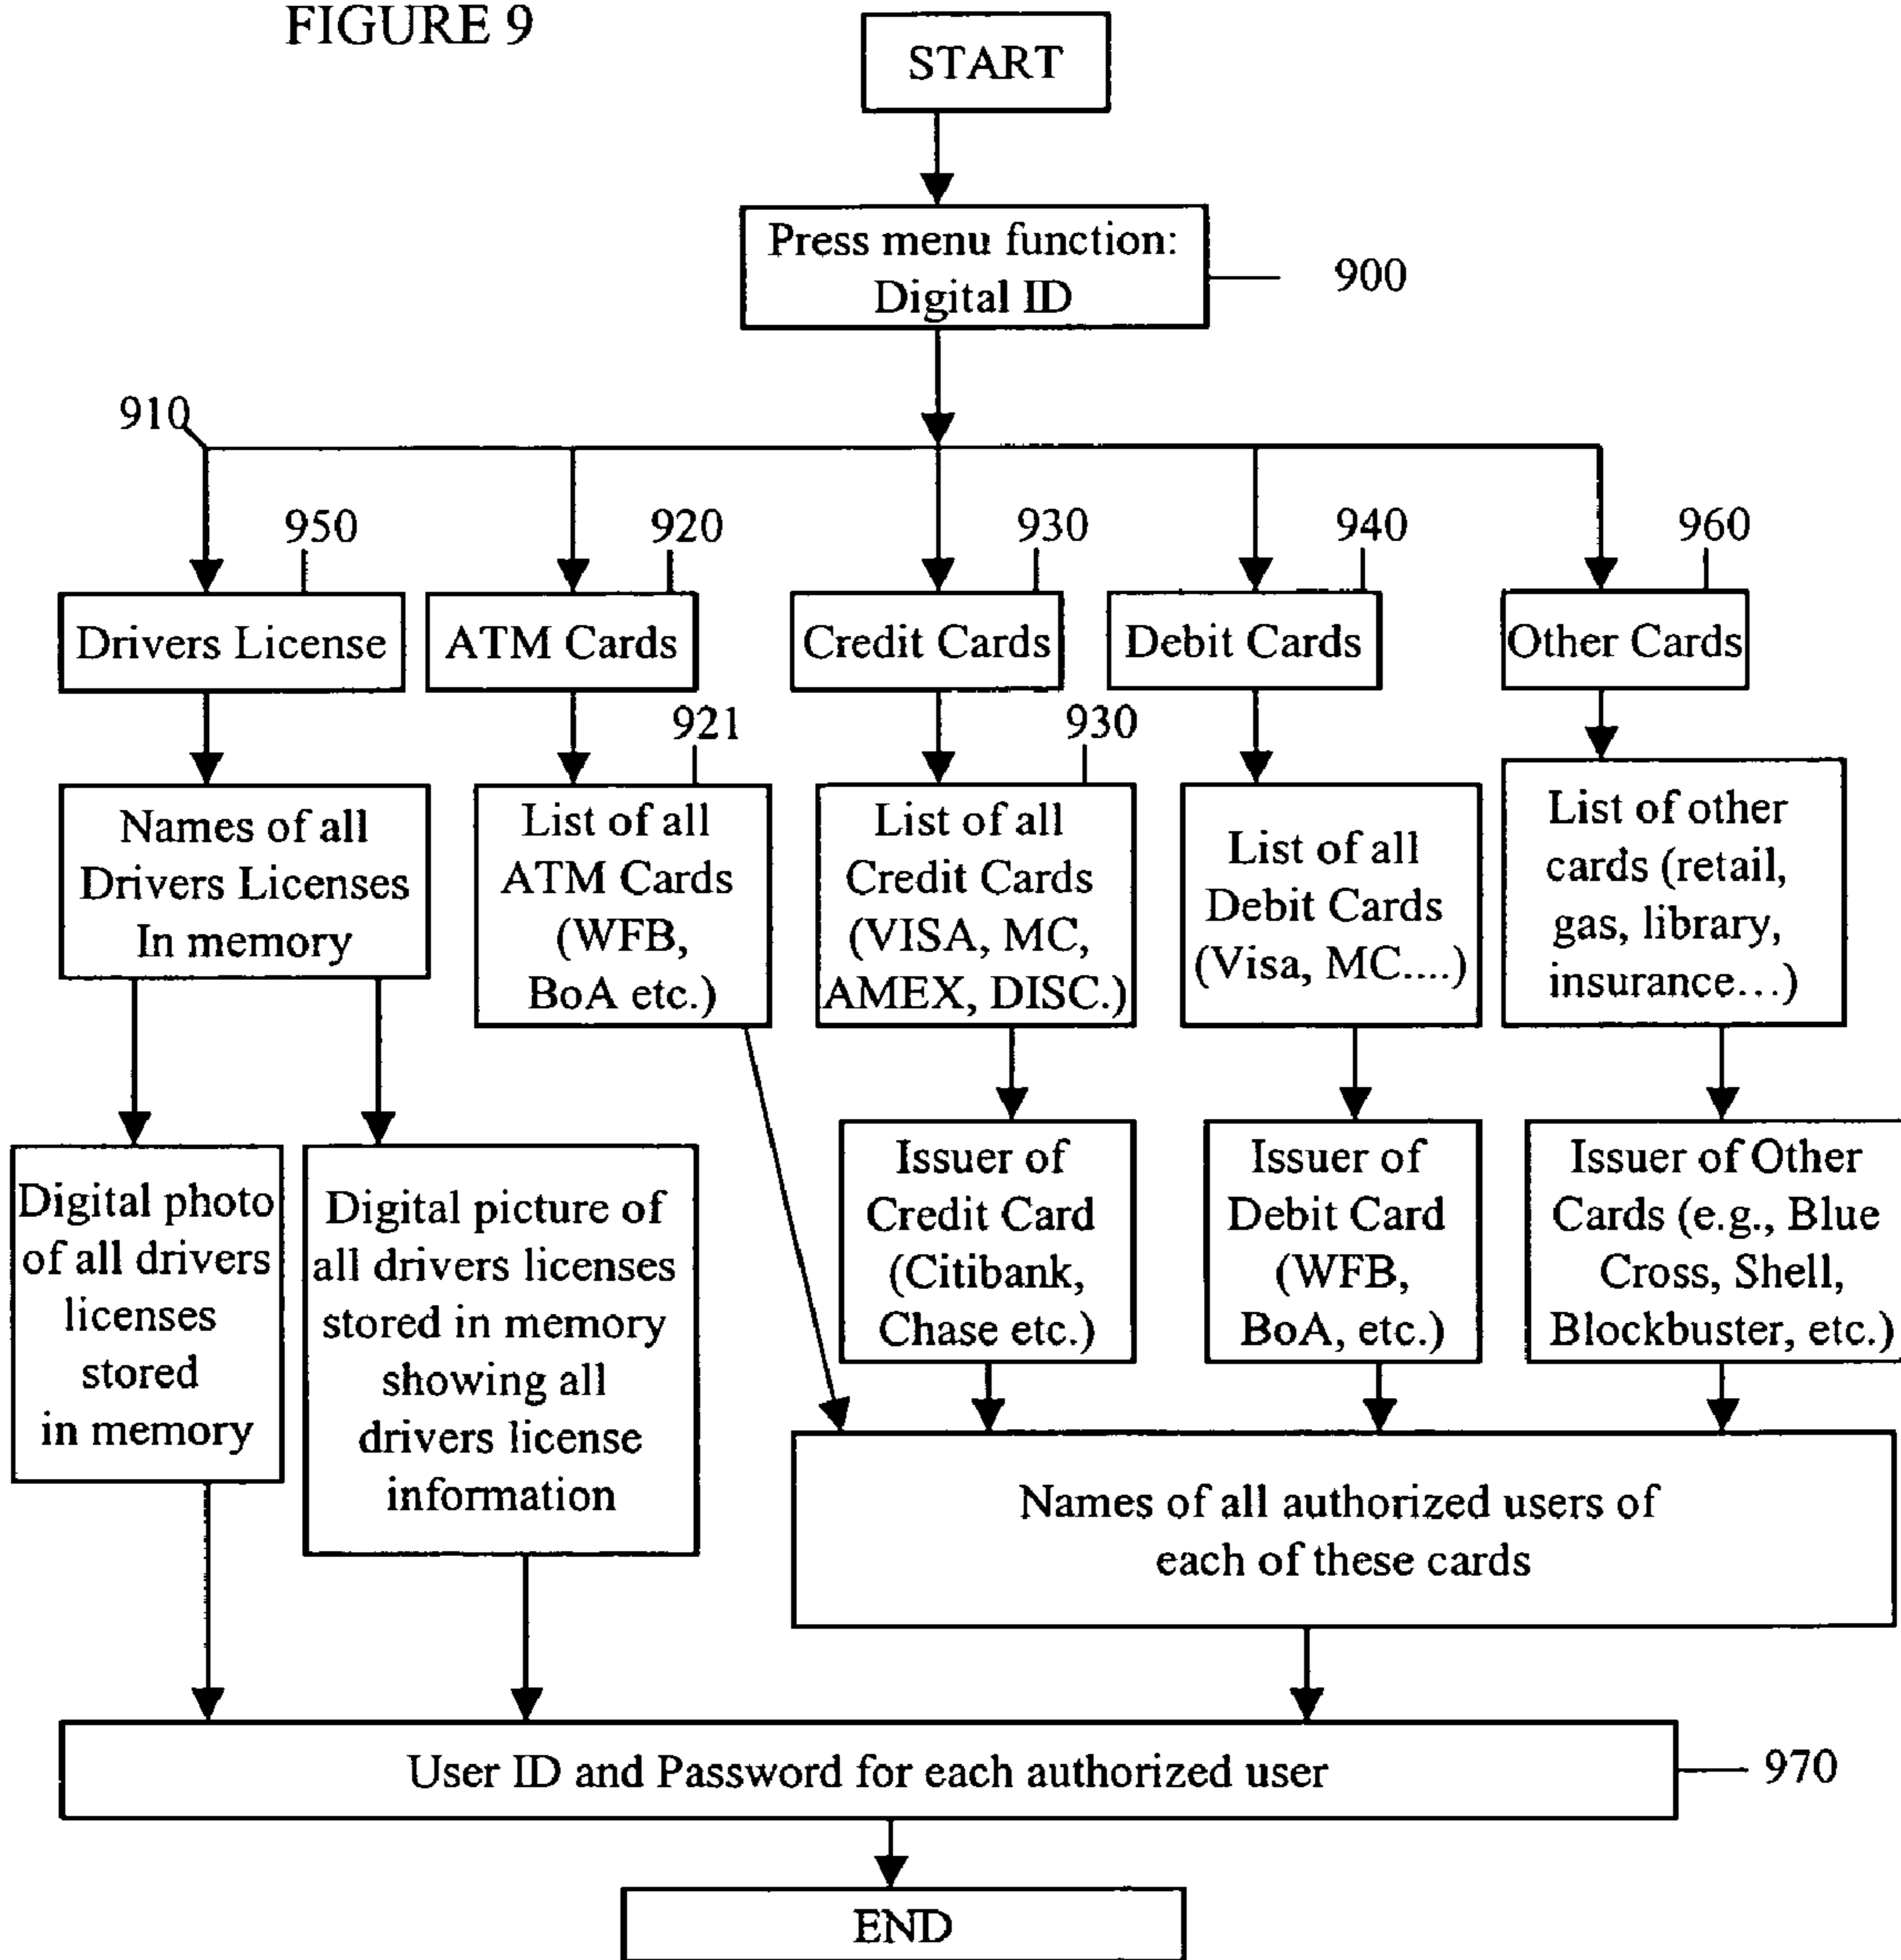 FIGURE 9
START
Press menu function:
Digital ID
900
910
950
920
930
940
960
Drivers License
ATM Cards
Credit Cards
Debit Cards
Other Cards
921
930
Names of all
Drivers Licenses
In memory
List of all
ATM Cards
(WFB,
BoA etc.)
List of all
Credit Cards
(VISA, MC,
AMEX, DISC.)
List of all
Debit Cards
(Visa, MC....)
List of other
cards (retail,
gas, library,
insurance...)
Digital photo
of all drivers
licenses
stored
in memory
Digital picture of
all drivers licenses
stored in memory
showing all
drivers license
information
Issuer of
Credit Card
(Citibank,
Chase etc.)
Issuer of
Debit Card
(WFB,
BoA, etc.)
Issuer of Other
Cards (e.g., Blue
Cross, Shell,
Blockbuster, etc.)
Names of all authorized users of
each of these cards
User ID and Password for each authorized user
970
END